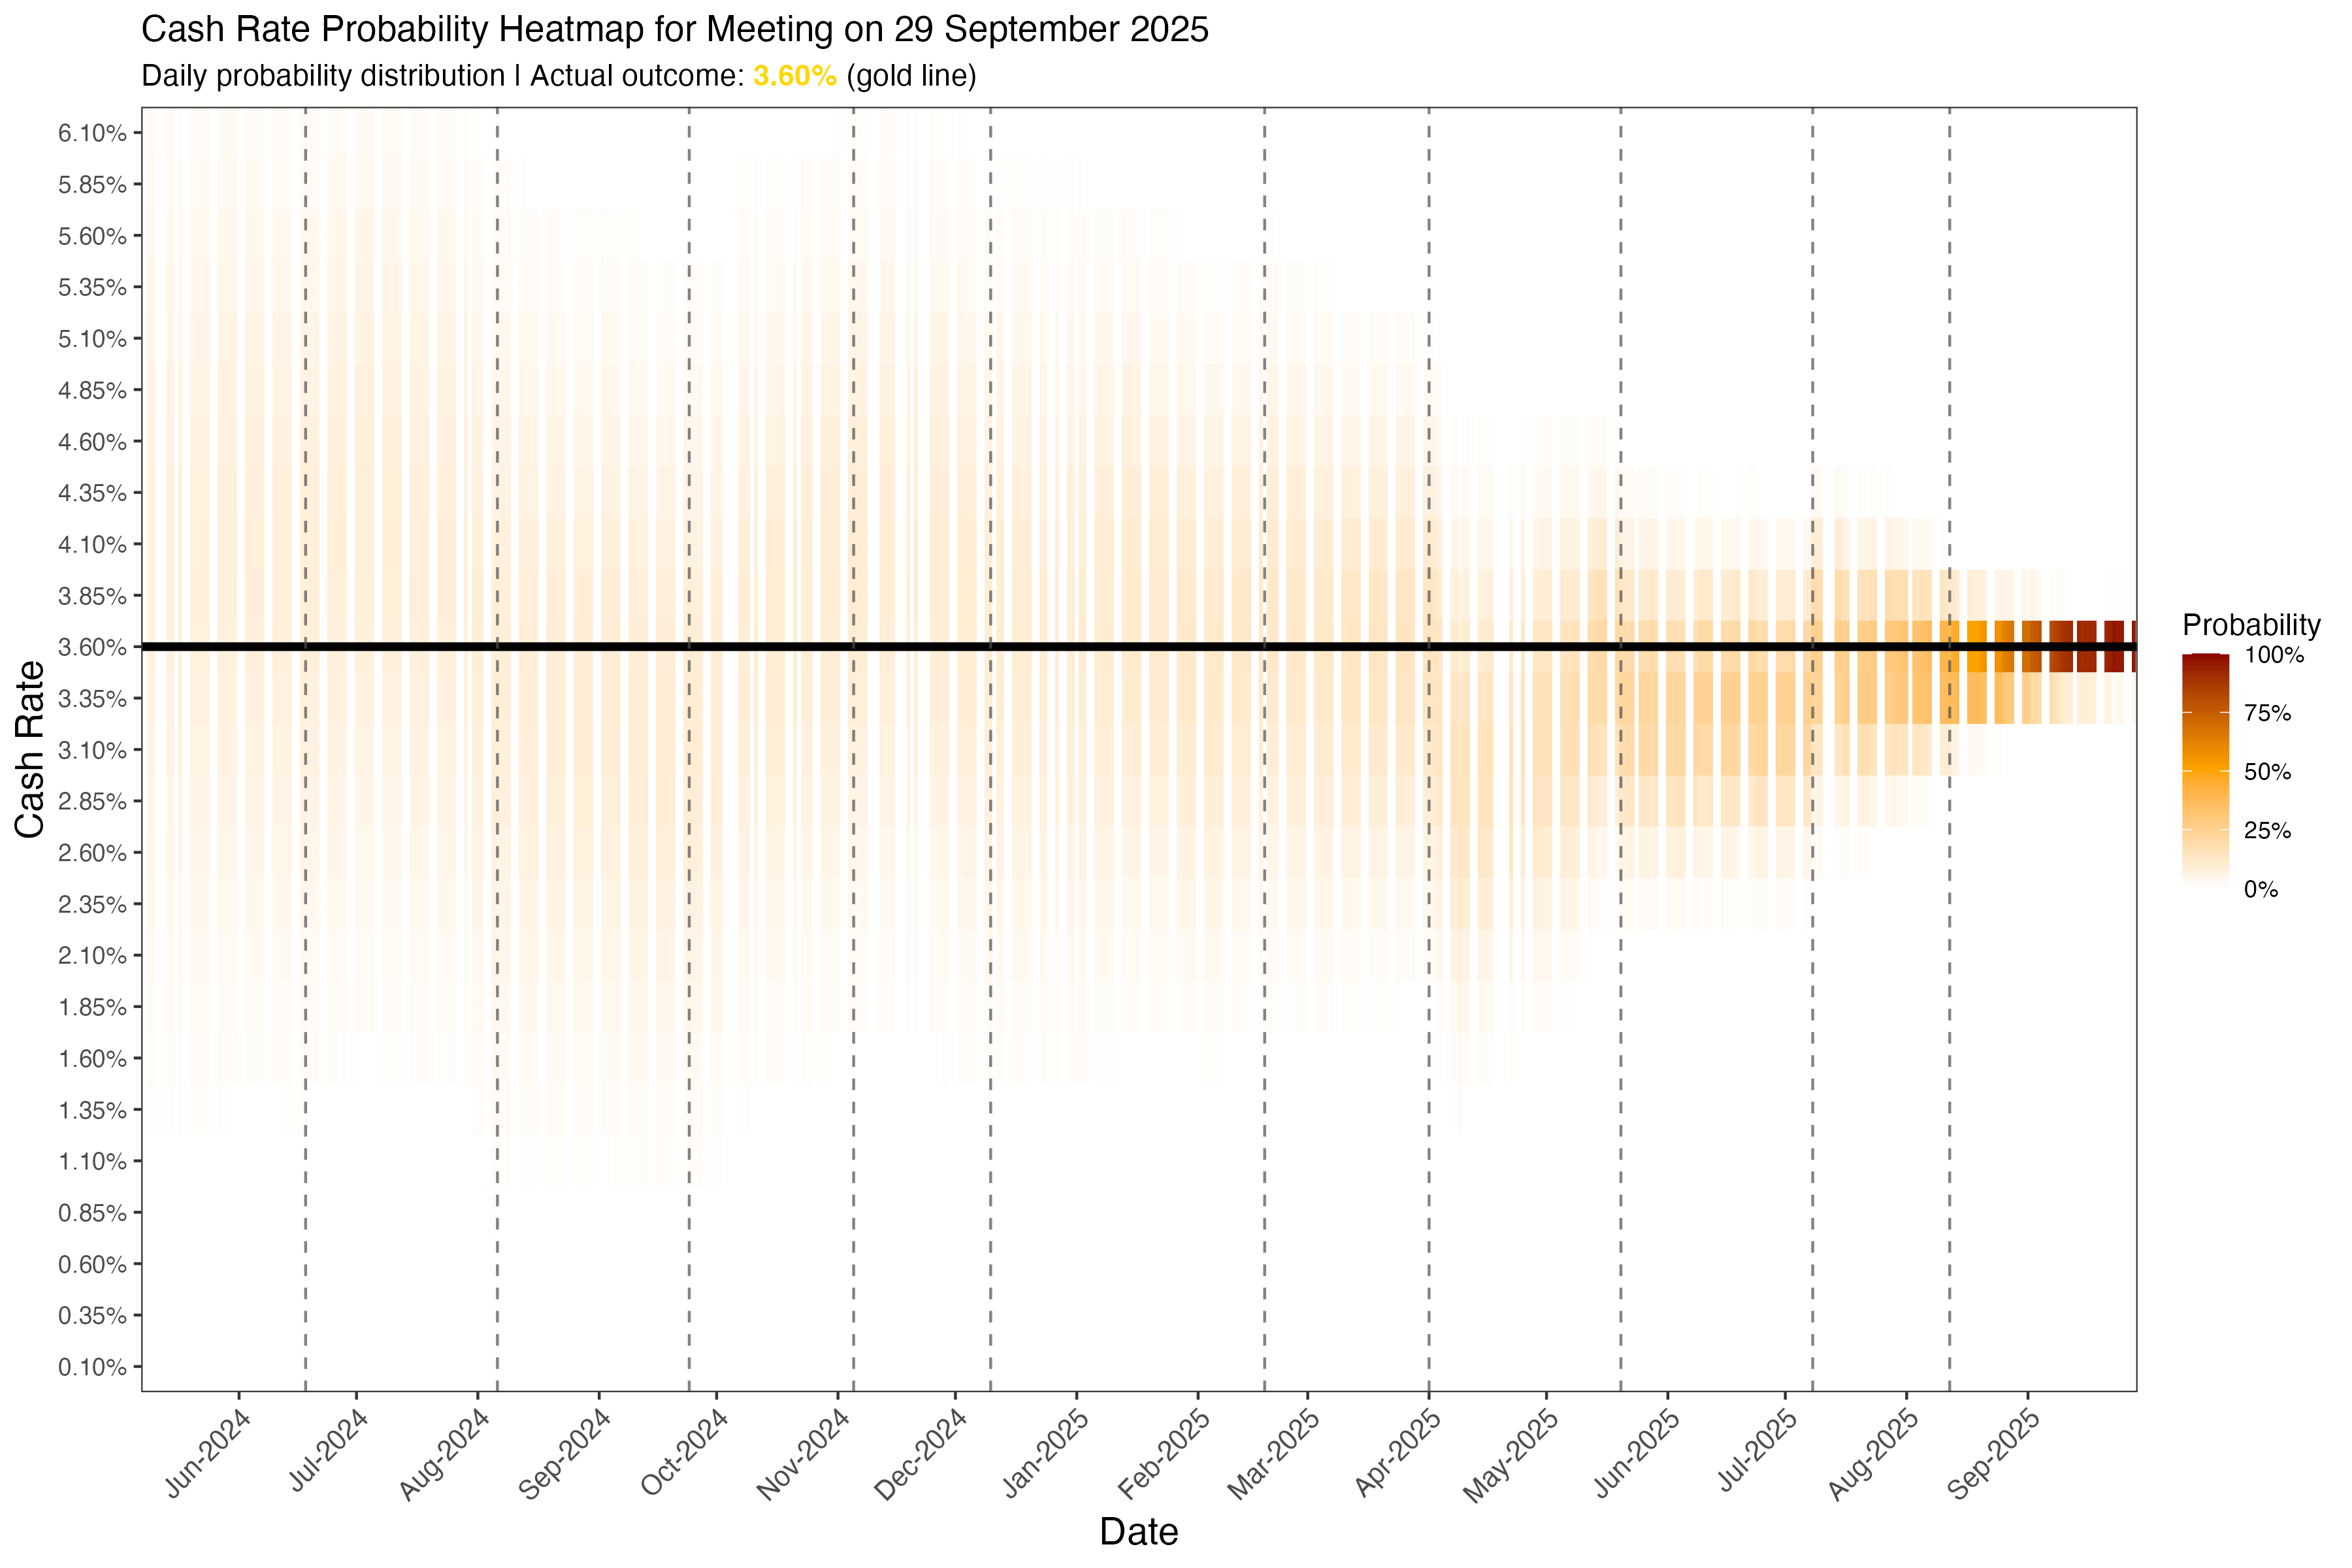 Cash Rate Probability Heatmap for Meeting on 29 September 2025
Daily probability distribution | Actual outcome: 3.60% (gold line)
Cash Rate
6.10%
5.85%
5.60%
5.35%
5.10%
4.85%
4.60%
4.35%
4.10%
3.85%
3.60%
3.35%
3.10%
2.85%
2.60%
2.35%
2.10%
1.85%
1.60%
1.35%
1.10%
0.85%
0.60%
0.35%
0.10%
Jun-2024
Jul-2024
Aug-2024
Sep-2024
Oct-2024
Nov-2024
Dec-2024
Jan-2025
Feb-2025
Mar-2025
Apr-2025
May-2025
Jun-2025
Jul-2025
Aug-2025
Sep-2025
Date
Probability
100%
75%
50%
25%
0%